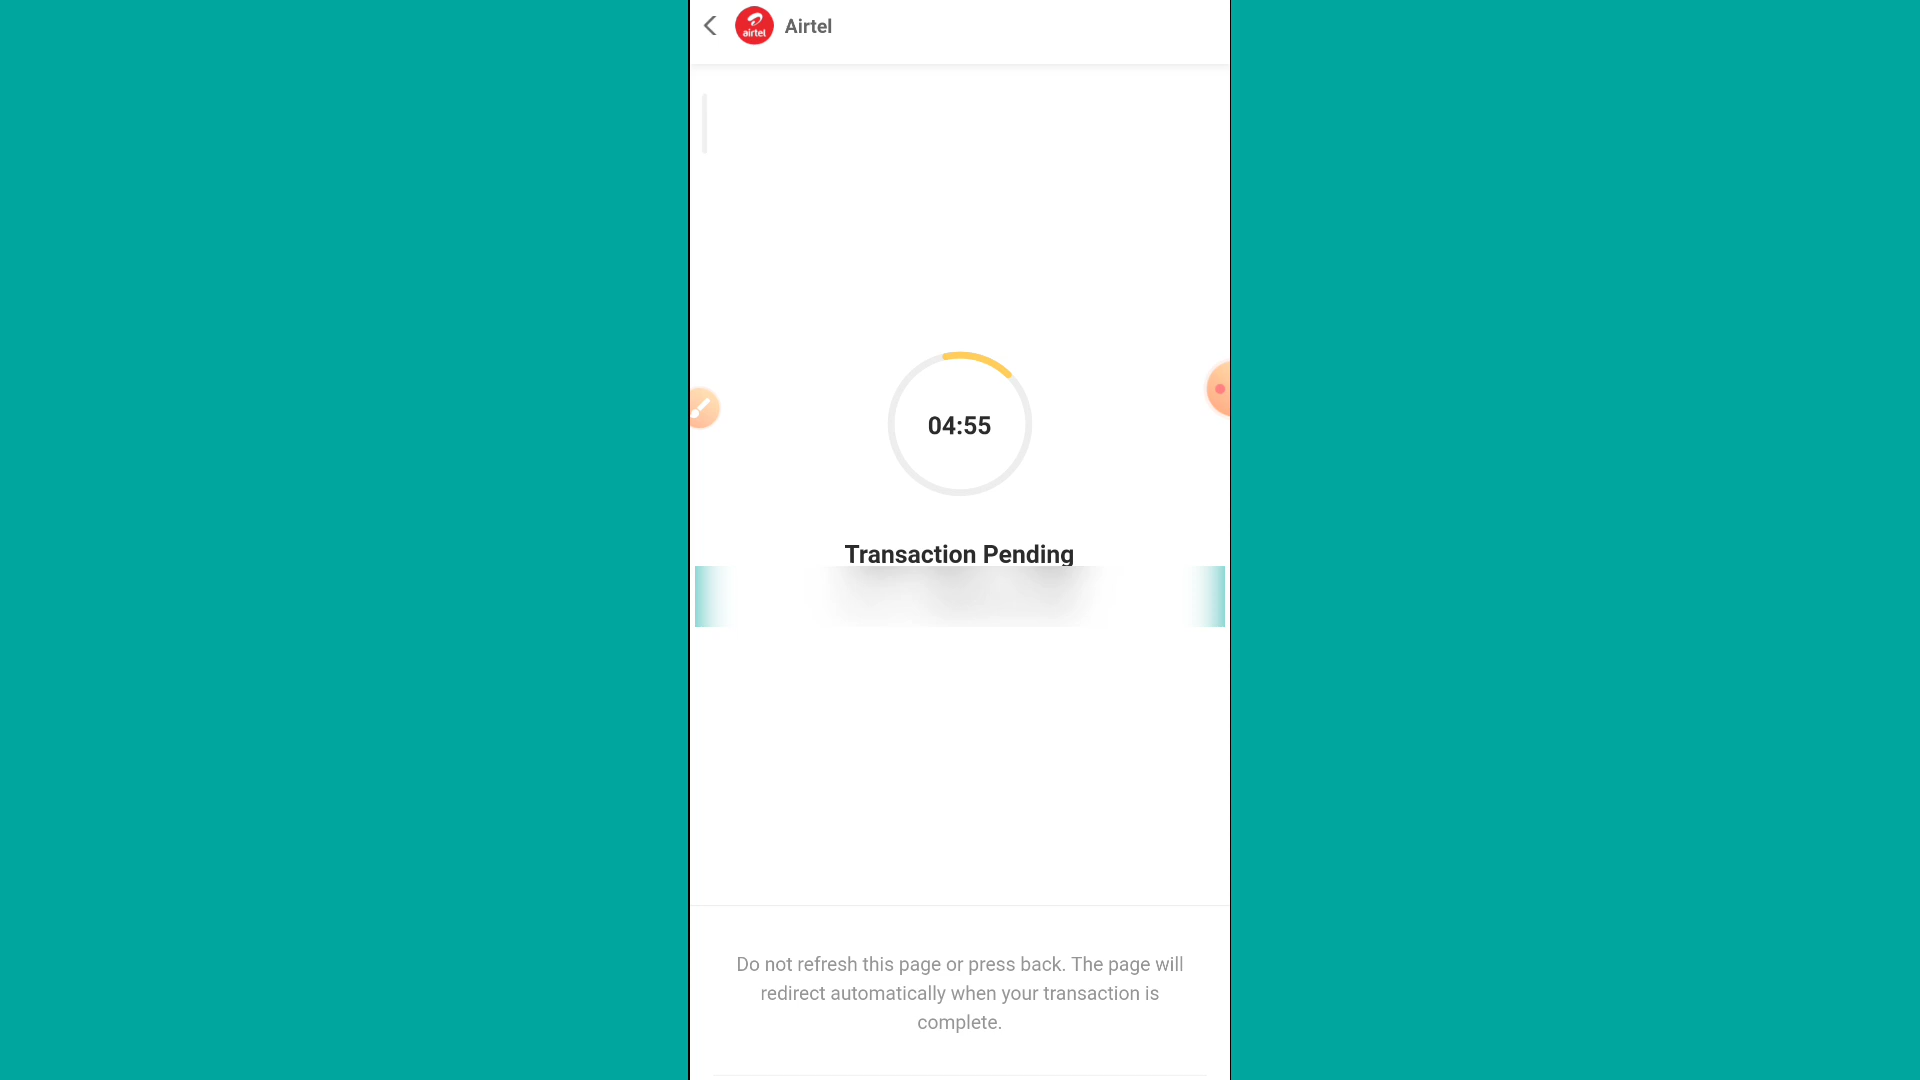 airtel
Airtel
04:55
Transaction Pending
Do not refresh this page or press back. The page will
redirect automatically when your transaction is
complete.